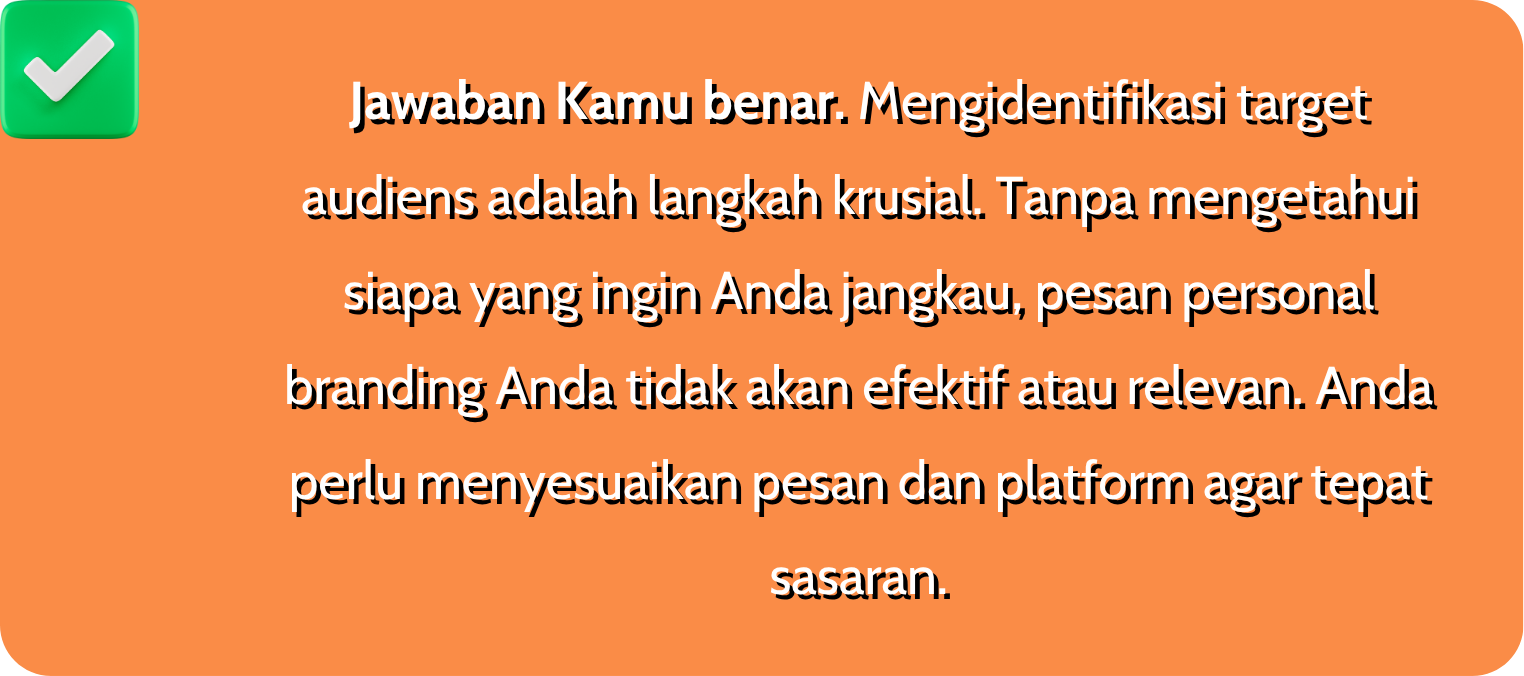 Jawaban Kamu benar. Mengidentifikasi target
audiens adalah langkah krusial. Tanpa mengetahui
siapa yang ingin Anda jangkau, pesan personal
branding Anda tidak akan efektif atau relevan. Anda
perlu menyesuaikan pesan dan platform agar tepat
sasaran.